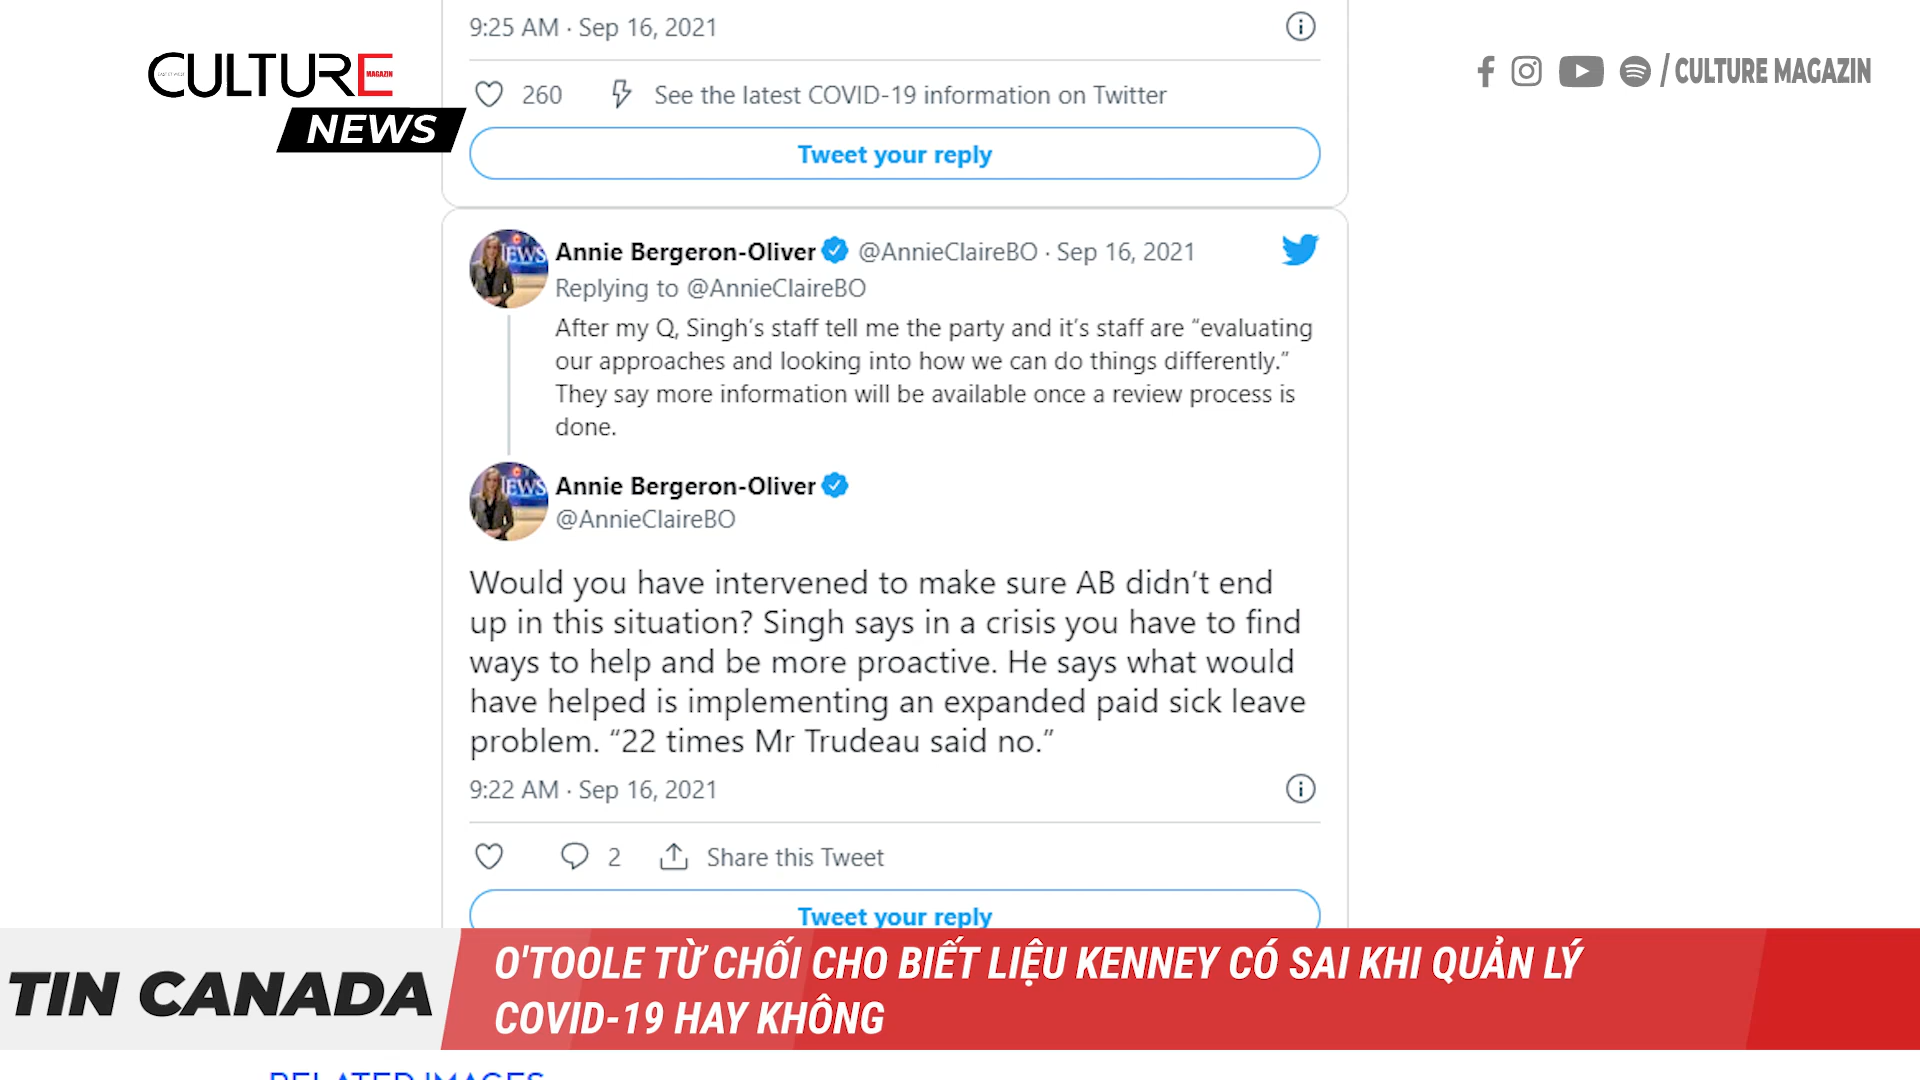 9:25 AM · Sep 16, 2021
CULTURE
MAGAZIN
NEWS
/ CULTURE MAGAZIN
260 See the latest COVID-19 information on Twitter
Tweet your reply
Annie Bergeron-Oliver @AnnieClaireBO · Sep 16, 2021
Replying to @AnnieClaireBO
After my Q, Singh’s staff tell me the party and it’s staff are “evaluating
our approaches and looking into how we can do things differently.”
They say more information will be available once a review process is
done.
Annie Bergeron-Oliver
@AnnieClaireBO
Would you have intervened to make sure AB didn’t end
up in this situation? Singh says in a crisis you have to find
ways to help and be more proactive. He says what would
have helped is implementing an expanded paid sick leave
problem. “22 times Mr Trudeau said no.”
9:22 AM · Sep 16, 2021
2 Share this Tweet
Tweet your reply
TIN CANADA
O'TOOLE TỪ CHỐI CHO BIẾT LIỆU KENNEY CÓ SAI KHI QUẢN LÝ
COVID-19 HAY KHÔNG
RELATED IMAGES